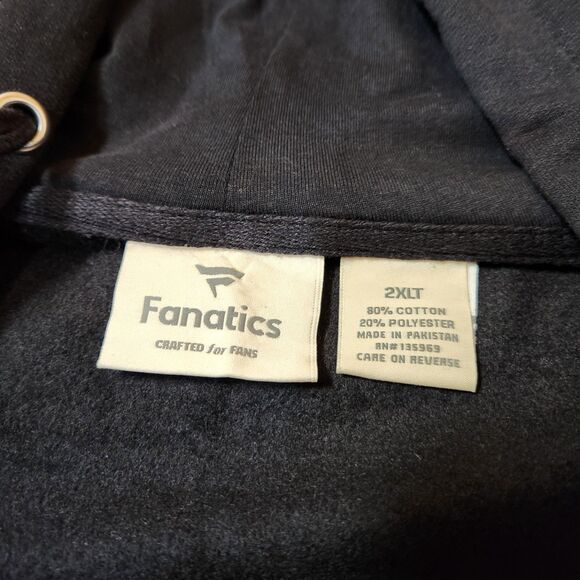 Fanatics
CRAFTED for FANS
2XLT
80% COTTON
20% POLYESTER
MADE IN PAKISTAN
RN# 135969
CARE ON REVERSE